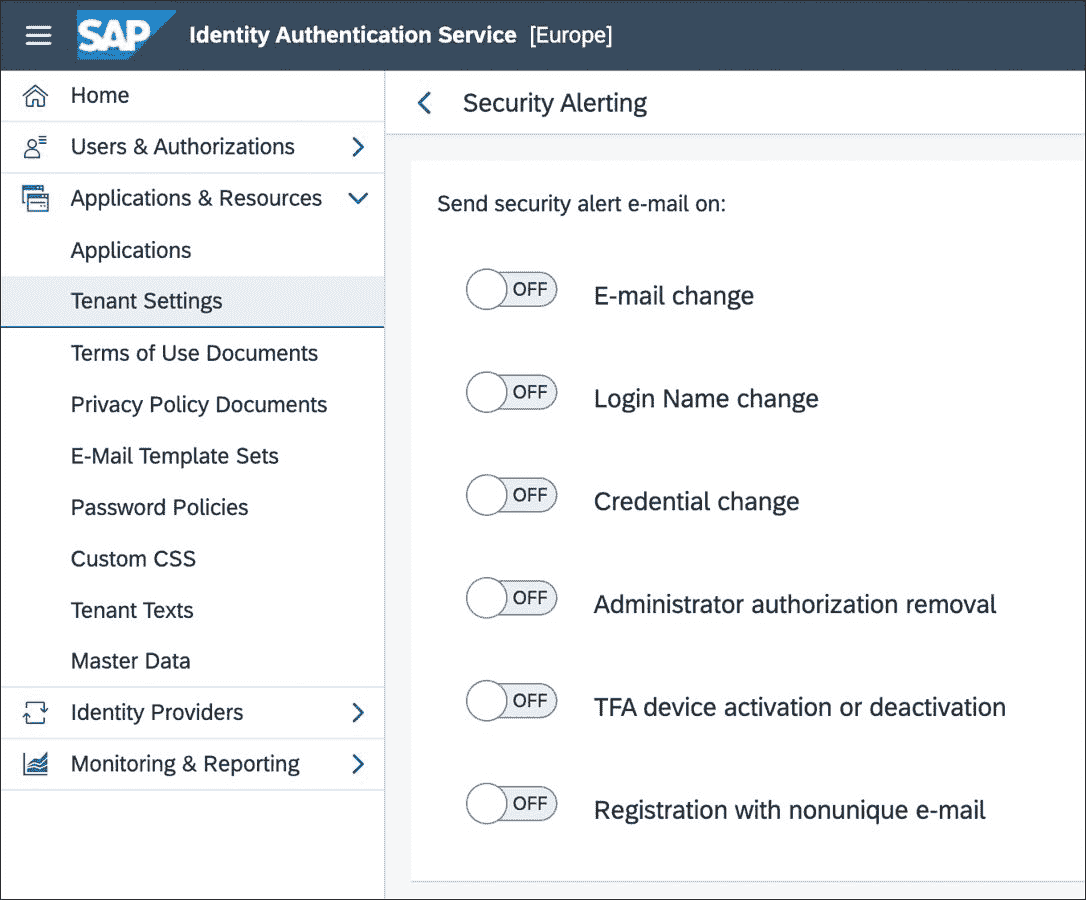 SAP Identity Authentication Service [Europe]
Home
Users & Authorizations
Applications & Resources
Applications
Tenant Settings
Terms of Use Documents
Privacy Policy Documents
E-Mail Template Sets
Password Policies
Custom CSS
Tenant Texts
Master Data
Identity Providers
Monitoring & Reporting
Security Alerting
Send security alert e-mail on:
OFF E-mail change
OFF Login Name change
OFF Credential change
OFF Administrator authorization removal
OFF TFA device activation or deactivation
OFF Registration with nonunique e-mail